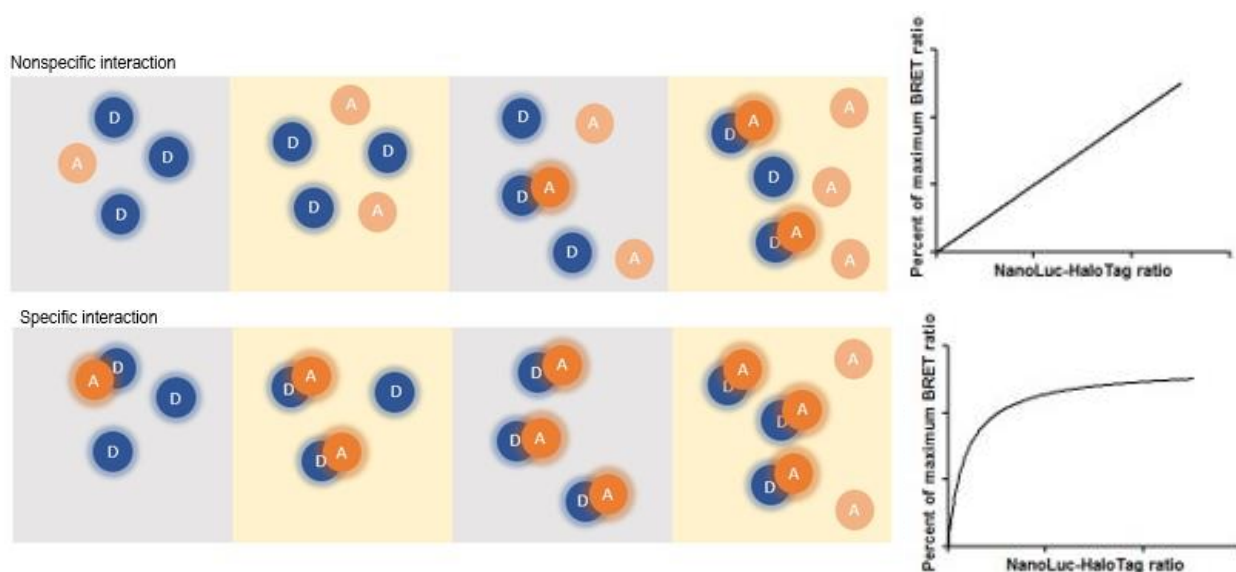 Nonspecific interaction
D
A
D
D
A
D
D
D
A
D
A
D A
D
A
D A
A
D
A
D A
A
Percent of maximum BRET ratio
NanoLuc-HaloTag ratio
Specific interaction
A D
D
D
D A
D
D A
D A
D A
D A
D A
A
D A
D A
A
Percent of maximum BRET ratio
NanoLuc-HaloTag ratio